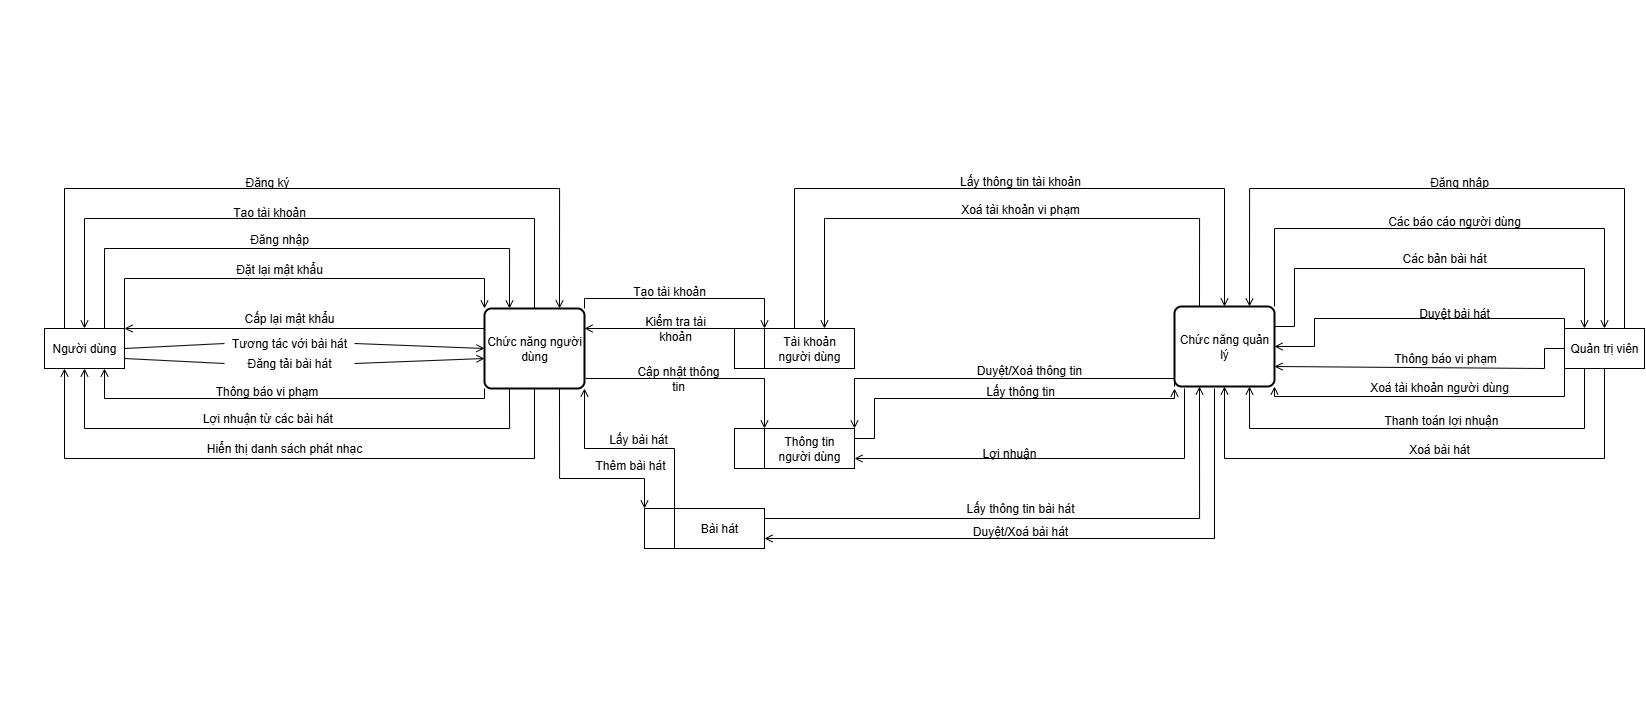 Đăng ký
Tạo tài khoản
Đăng nhập
Đặt lại mật khẩu
Cấp lại mật khẩu
Người dùng
Tương tác với bài hát
Đăng tải bài hát
Thông báo vi phạm
Lợi nhuận từ các bài hát
Hiển thị danh sách phát nhạc
Chức năng người
dùng
Tạo tài khoản
Kiểm tra tài
khoản
Cập nhật thông
tin
Lấy bài hát
Thêm bài hát
Tài khoản
người dùng
Thông tin
người dùng
Bài hát
Lấy thông tin tài khoản
Xoá tài khoản vi phạm
Duyệt/Xoá thông tin
Lấy thông tin
Lợi nhuận
Lấy thông tin bài hát
Duyệt/Xoá bài hát
Chức năng quản
lý
Đăng nhập
Các báo cáo người dùng
Các bản bài hát
Duyệt bài hát
Thông báo vi phạm
Quản trị viên
Xoá tài khoản người dùng
Thanh toán lợi nhuận
Xoá bài hát